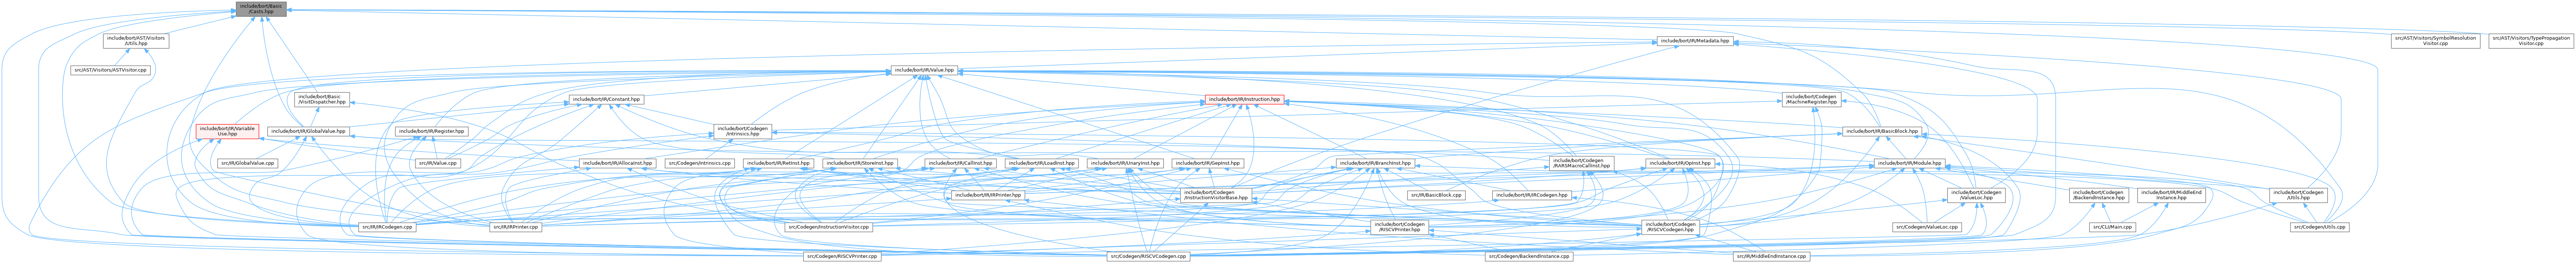 include/bort/Basic
/Casts.hpp
include/bort/AST/Visitors
/Utils.hpp
include/bort/IR/Metadata.hpp
src/AST/Visitors/SymbolResolution
Visitor.cpp
src/AST/Visitors/TypePropagation
Visitor.cpp
src/AST/Visitors/ASTVisitor.cpp
include/bort/IR/Value.hpp
include/bort/Basic
/VisitDispatcher.hpp
include/bort/IR/Constant.hpp
include/bort/IR/Instruction.hpp
include/bort/Codegen
/MachineRegister.hpp
include/bort/IR/Variable
Use.hpp
include/bort/IR/GlobalValue.hpp
include/bort/IR/Register.hpp
include/bort/Codegen
/Intrinsics.hpp
include/bort/IR/BasicBlock.hpp
src/IR/GlobalValue.cpp
src/IR/Value.cpp
include/bort/IR/AllocaInst.hpp
src/Codegen/Intrinsics.cpp
include/bort/IR/RetInst.hpp
include/bort/IR/StoreInst.hpp
include/bort/IR/CallInst.hpp
include/bort/IR/LoadInst.hpp
include/bort/IR/UnaryInst.hpp
include/bort/IR/GepInst.hpp
include/bort/IR/BranchInst.hpp
include/bort/Codegen
/RARSMacroCallInst.hpp
include/bort/IR/OpInst.hpp
include/bort/IR/Module.hpp
include/bort/IR/IRPrinter.hpp
include/bort/Codegen
/InstructionVisitorBase.hpp
src/IR/BasicBlock.cpp
include/bort/IR/IRCodegen.hpp
include/bort/Codegen
/ValueLoc.hpp
include/bort/Codegen
/BackendInstance.hpp
include/bort/IR/MiddleEnd
Instance.hpp
include/bort/Codegen
/Utils.hpp
src/IR/IRCodegen.cpp
src/IR/IRPrinter.cpp
src/Codegen/InstructionVisitor.cpp
include/bort/Codegen
/RISCVPrinter.hpp
include/bort/Codegen
/RISCVCodegen.hpp
src/Codegen/ValueLoc.cpp
src/CLI/Main.cpp
src/Codegen/Utils.cpp
src/Codegen/RISCVPrinter.cpp
src/Codegen/RISCVCodegen.cpp
src/Codegen/BackendInstance.cpp
src/IR/MiddleEndInstance.cpp